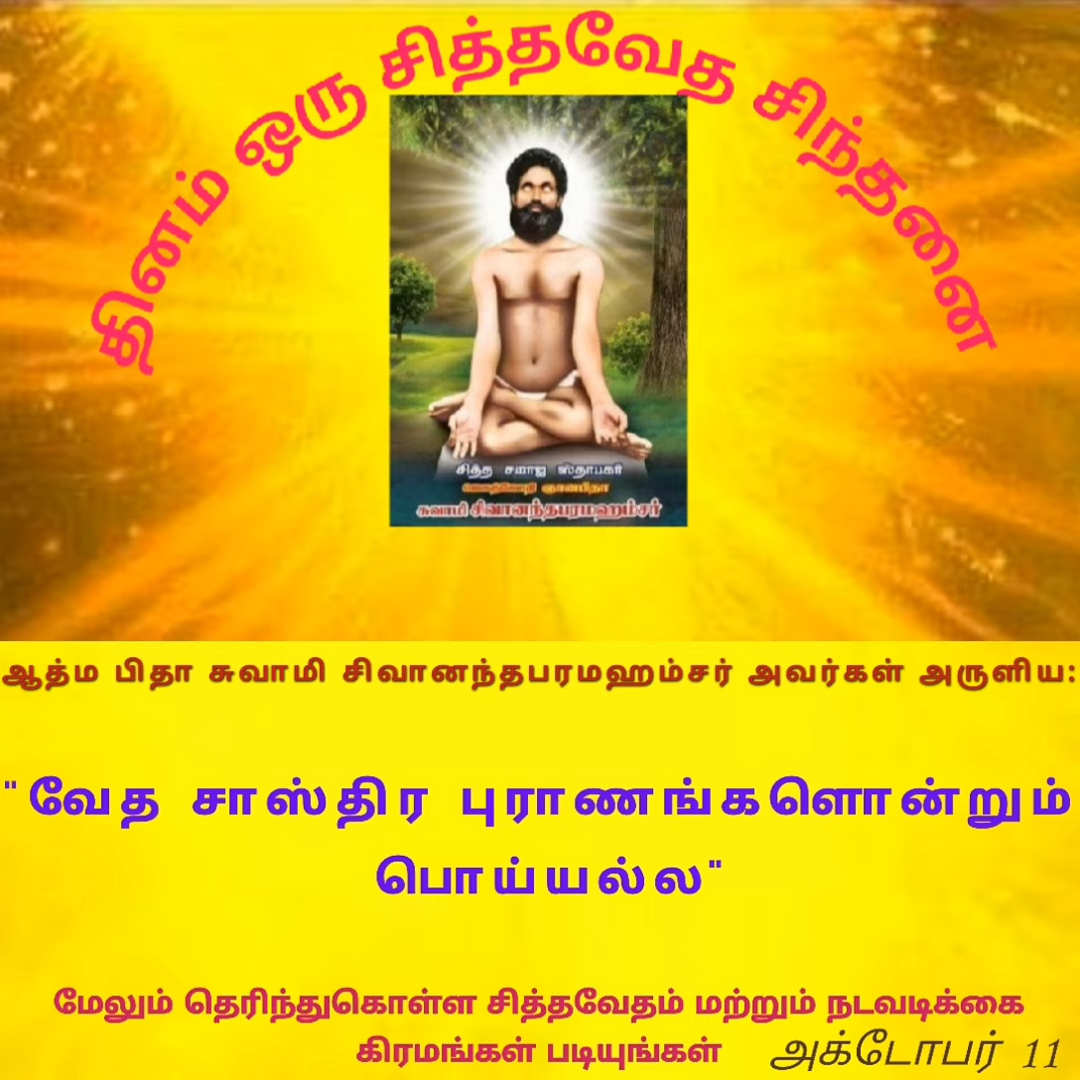 தினம் ஒரு சித்தவேத சிந்தனை
சித்த சமாஜ ஸ்தாபகர்
ஞானபிதா
சுவாமி சிவானந்தபரமஹம்சர்
ஆத்ம பிதா சுவாமி சிவானந்தபரமஹம்சர் அவர்கள் அருளிய:
"வேத சாஸ்திர புராணங்களொன்றும்
பொய்யல்ல"
மேலும் தெரிந்துகொள்ள சித்தவேதம் மற்றும் நடவடிக்கை
கிரமங்கள் படியுங்கள்
அக்டோபர் 11